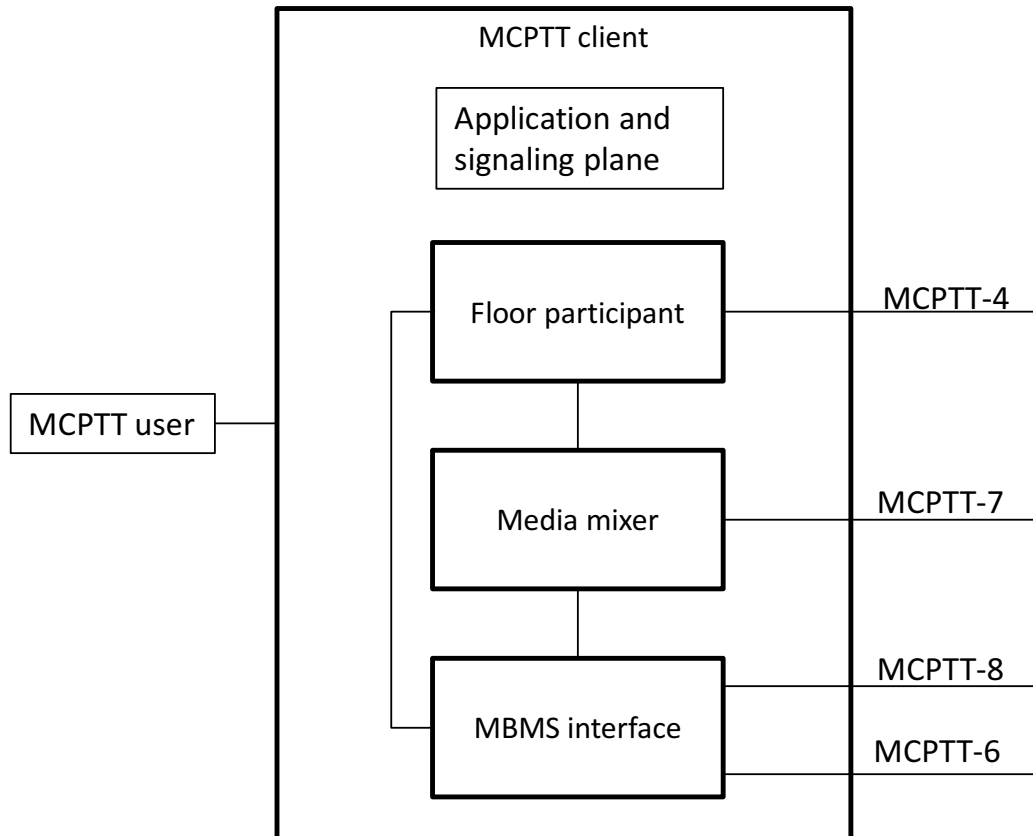 MCPTT client
Application and
signaling plane
Floor participant
MCPTT-4
MCPTT user
Media mixer
MCPTT-7
MBMS interface
MCPTT-8
MCPTT-6